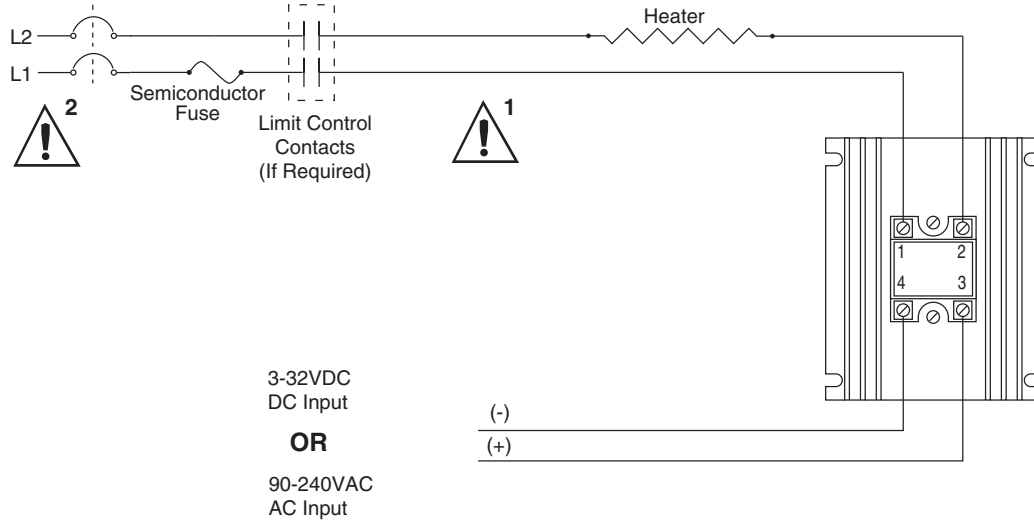 L2
Heater
L1
Semiconductor
Fuse
2
Limit Control
Contacts
(If Required)
1
1 2
4 3
3-32VDC
DC Input
OR
90-240VAC
AC Input
(-)
(+)